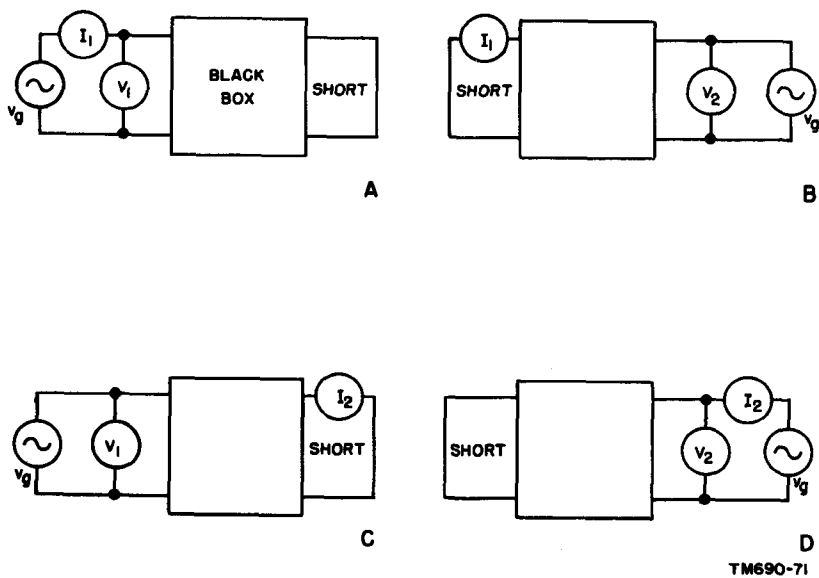 I1
V1
vg
BLACK
BOX
SHORT
A
I1
SHORT
V2
vg
B
V1
vg
I2
SHORT
C
SHORT
V2
I2
vg
D
TM690-71